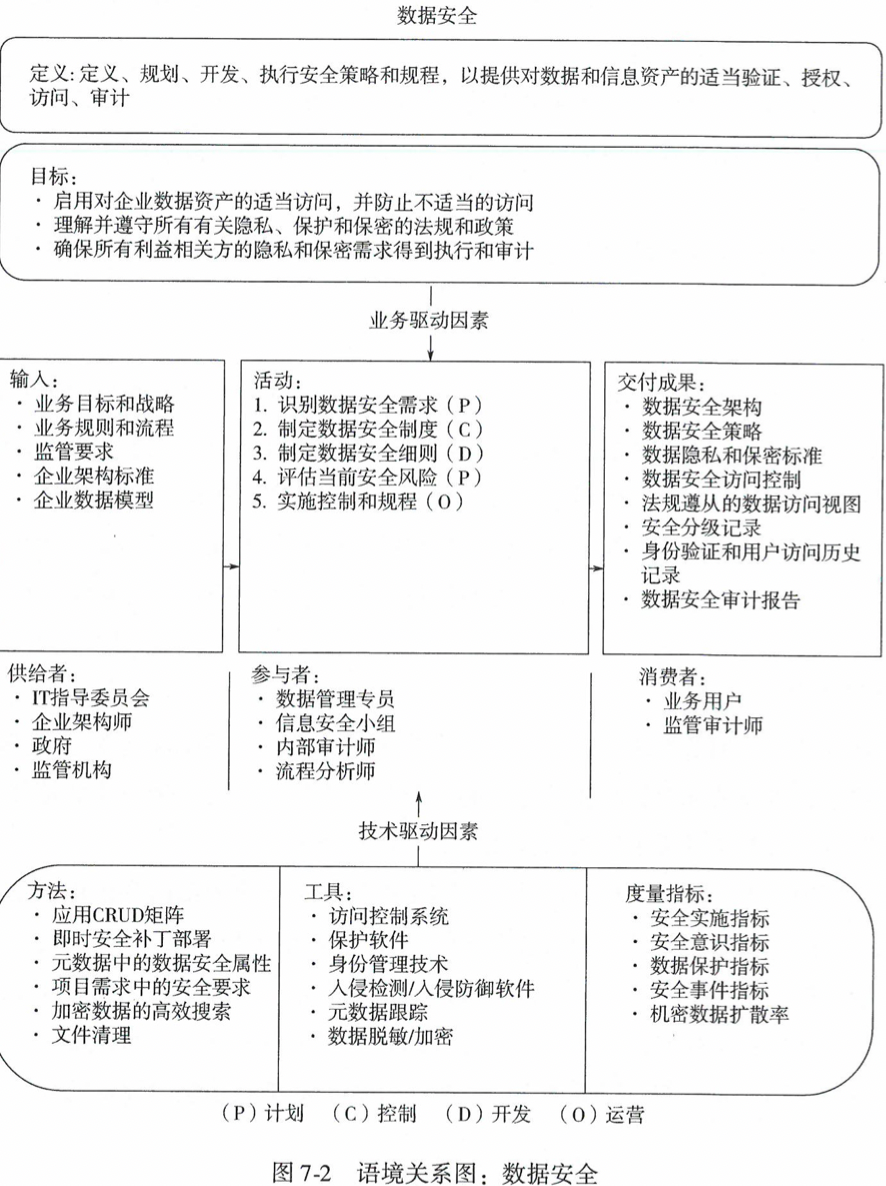 数据安全
定义:定义、规划、开发、执行安全策略和规程，以提供对数据和信息资产的适当验证、授权、
访问、审计
目标：
· 启用对企业数据资产的适当访问，并防止不适当的访问
· 理解并遵守所有有关隐私、保护和保密的法规和政策
· 确保所有利益相关方的隐私和保密需求得到执行和审计
业务驱动因素
输入：
· 业务目标和战略
· 业务规则和流程
· 监管要求
· 企业架构标准
· 企业数据模型
活动：
1. 识别数据安全需求（P）
2. 制定数据安全制度（C）
3. 制定数据安全细则（D）
4. 评估当前安全风险（P）
5. 实施控制和规程（O）
交付成果：
· 数据安全架构
· 数据安全策略
· 数据隐私和保密标准
· 数据安全访问控制
· 法规遵从的数据访问视图
· 安全分级记录
· 身份验证和用户访问历史
记录
· 数据安全审计报告
供给者：
· IT指导委员会
· 企业架构师
· 政府
· 监管机构
参与者：
· 数据管理专员
· 信息安全小组
· 内部审计师
· 流程分析师
消费者：
· 业务用户
· 监管审计师
技术驱动因素
方法：
· 应用CRUD矩阵
· 即时安全补丁部署
· 元数据中的数据安全属性
· 项目需求中的安全要求
· 加密数据的高效搜索
· 文件清理
工具：
· 访问控制系统
· 保护软件
· 身份管理技术
· 入侵检测/入侵防御软件
· 元数据跟踪
· 数据脱敏/加密
度量指标：
· 安全实施指标
· 安全意识指标
· 数据保护指标
· 安全事件指标
· 机密数据扩散率
（P）计划 （C）控制 （D）开发 （O）运营
图 7-2 语境关系图：数据安全